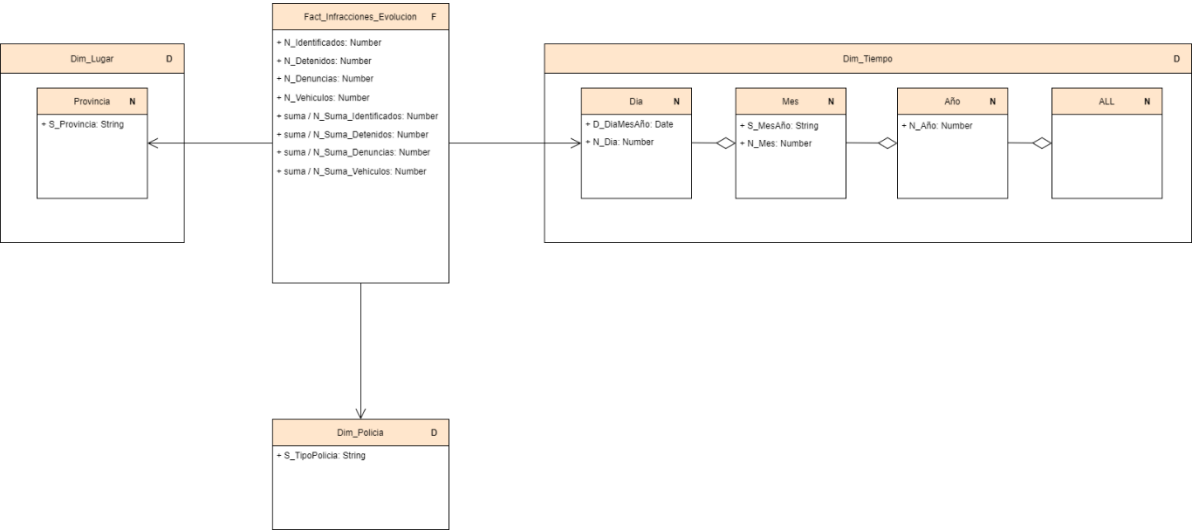 Fact_Infracciones_Evolucion F
+ N_Identificados: Number
+ N_Detenidos: Number
+ N_Denuncias: Number
+ N_Vehiculos: Number
+ suma / N_Suma_Identificados: Number
+ suma / N_Suma_Detenidos: Number
+ suma / N_Suma_Denuncias: Number
+ suma / N_Suma_Vehiculos: Number
Dim_Lugar D
Provincia N
+ S_Provincia: String
Dim_Tiempo D
Dia N
+ D_DiaMesAño: Date
+ N_Dia: Number
Mes N
+ S_MesAño: String
+ N_Mes: Number
Año N
+ N_Año: Number
ALL N
Dim_Policia D
+ S_TipoPolicia: String